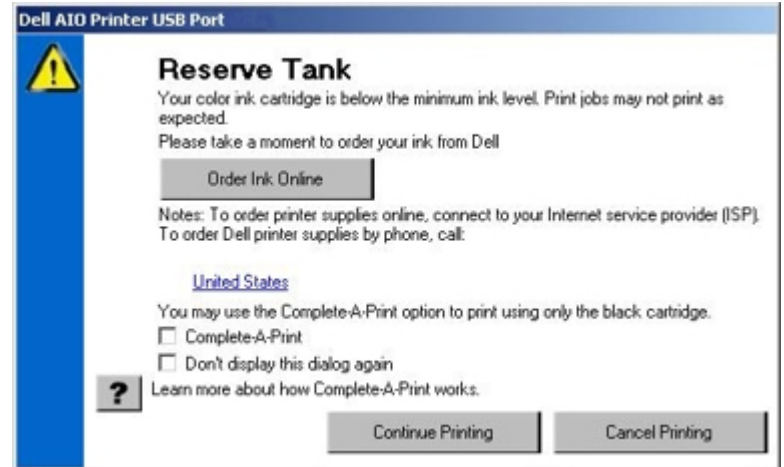 Dell AIO Printer USB Port
Reserve Tank
Your color ink cartridge is below the minimum ink level. Print jobs may not print as
expected.
Please take a moment to order your ink from Dell
Order Ink Online
Notes: To order printer supplies online, connect to your Internet service provider (ISP).
To order Dell printer supplies by phone, call:
United States
You may use the Complete-A-Print option to print using only the black cartridge.
Complete-A-Print
Don't display this dialog again
? Learn more about how Complete-A-Print works.
Continue Printing Cancel Printing